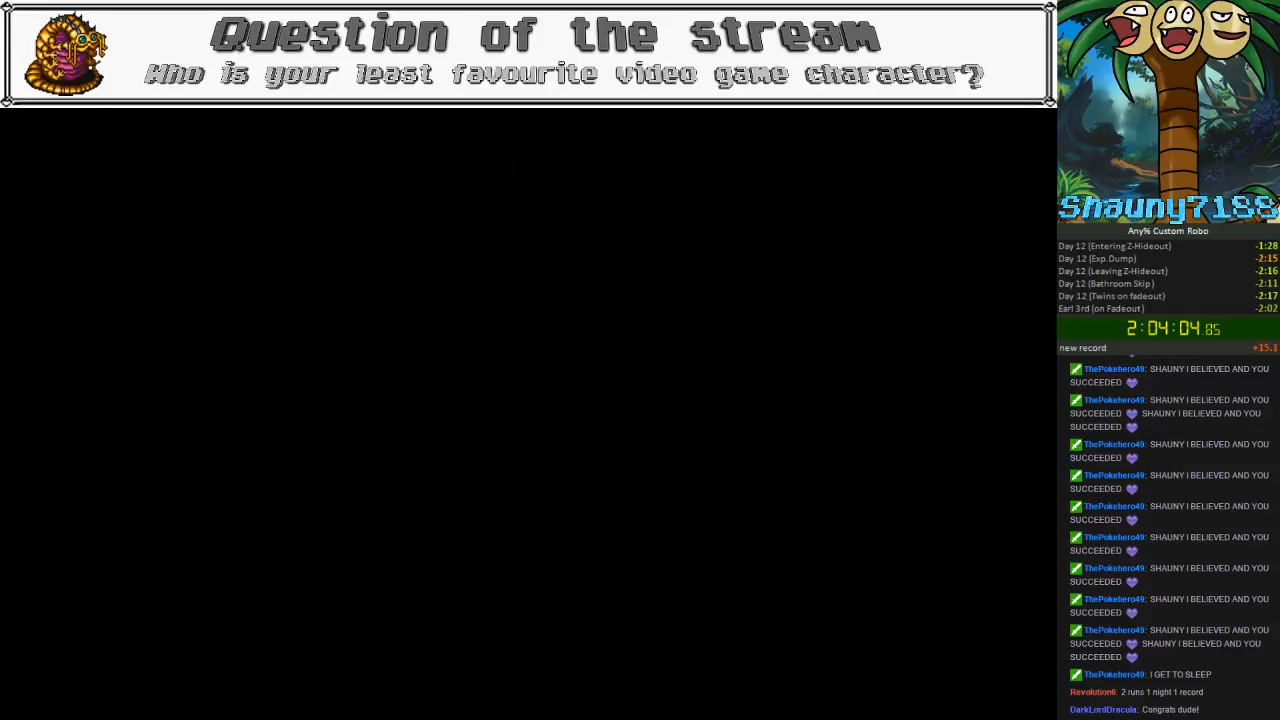 Question of the stream
Who is your least favourite video game character?
Shauny7188
Any% Custom Robo
Day 12 (Entering Z-Hideout) -1:28
Day 12 (Exp.Dump) -2:15
Day 12 (Leaving Z-Hideout) -2:16
Day 12 (Bathroom Skip) -2:11
Day 12 (Twins on fadeout) -2:17
Earl 3rd (on Fadeout) -2:02
2:04:04.85
new record +15.1
ThePokehero49: SHAUNY I BELIEVED AND YOU
SUCCEEDED
ThePokehero49: SHAUNY I BELIEVED AND YOU
SUCCEEDED SHAUNY I BELIEVED AND YOU
SUCCEEDED
ThePokehero49: SHAUNY I BELIEVED AND YOU
SUCCEEDED
ThePokehero49: SHAUNY I BELIEVED AND YOU
SUCCEEDED
ThePokehero49: SHAUNY I BELIEVED AND YOU
SUCCEEDED
ThePokehero49: SHAUNY I BELIEVED AND YOU
SUCCEEDED
ThePokehero49: SHAUNY I BELIEVED AND YOU
SUCCEEDED
ThePokehero49: SHAUNY I BELIEVED AND YOU
SUCCEEDED
ThePokehero49: SHAUNY I BELIEVED AND YOU
SUCCEEDED SHAUNY I BELIEVED AND YOU
SUCCEEDED
ThePokehero49: I GET TO SLEEP
Revolution6: 2 runs 1 night 1 record
DarkLordDracula: Congrats dude!